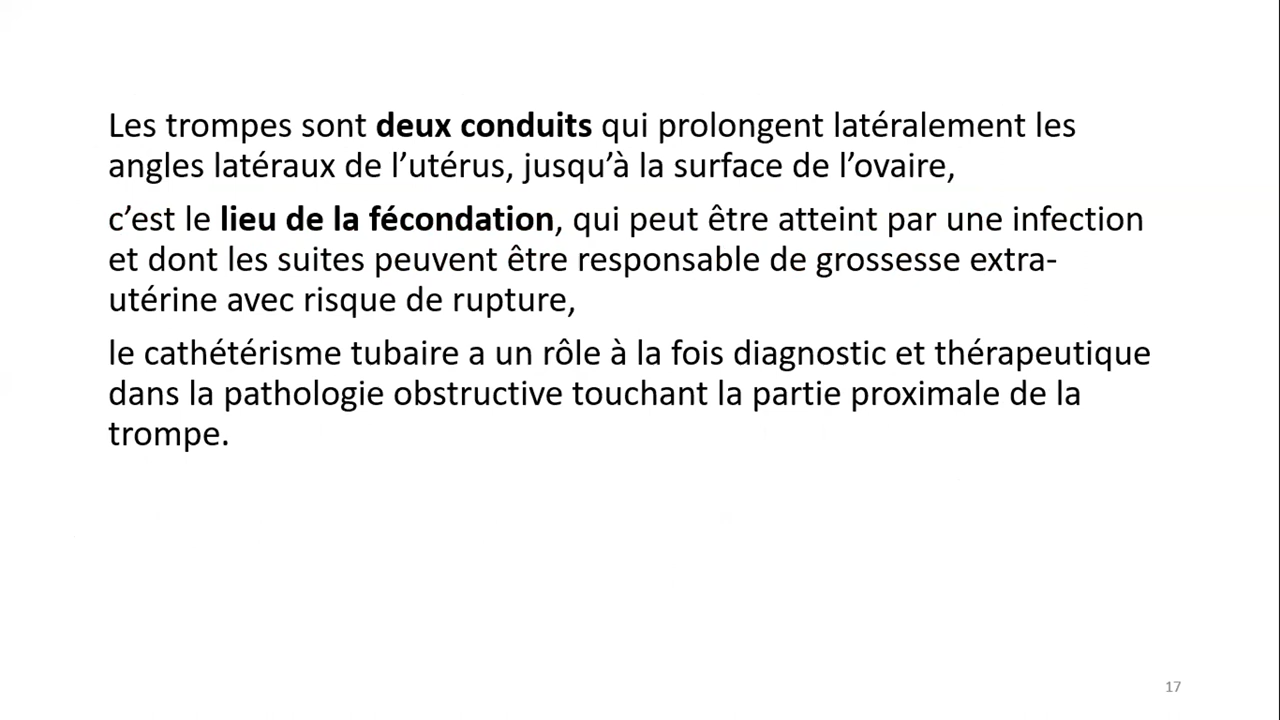 Les trompes sont deux conduits qui prolongent latéralement les
angles latéraux de l’utérus, jusqu’à la surface de l’ovaire,
c’est le lieu de la fécondation, qui peut être atteint par une infection
et dont les suites peuvent être responsable de grossesse extra-
utérine avec risque de rupture,
le cathétérisme tubaire a un rôle à la fois diagnostic et thérapeutique
dans la pathologie obstructive touchant la partie proximale de la
trompe.
17